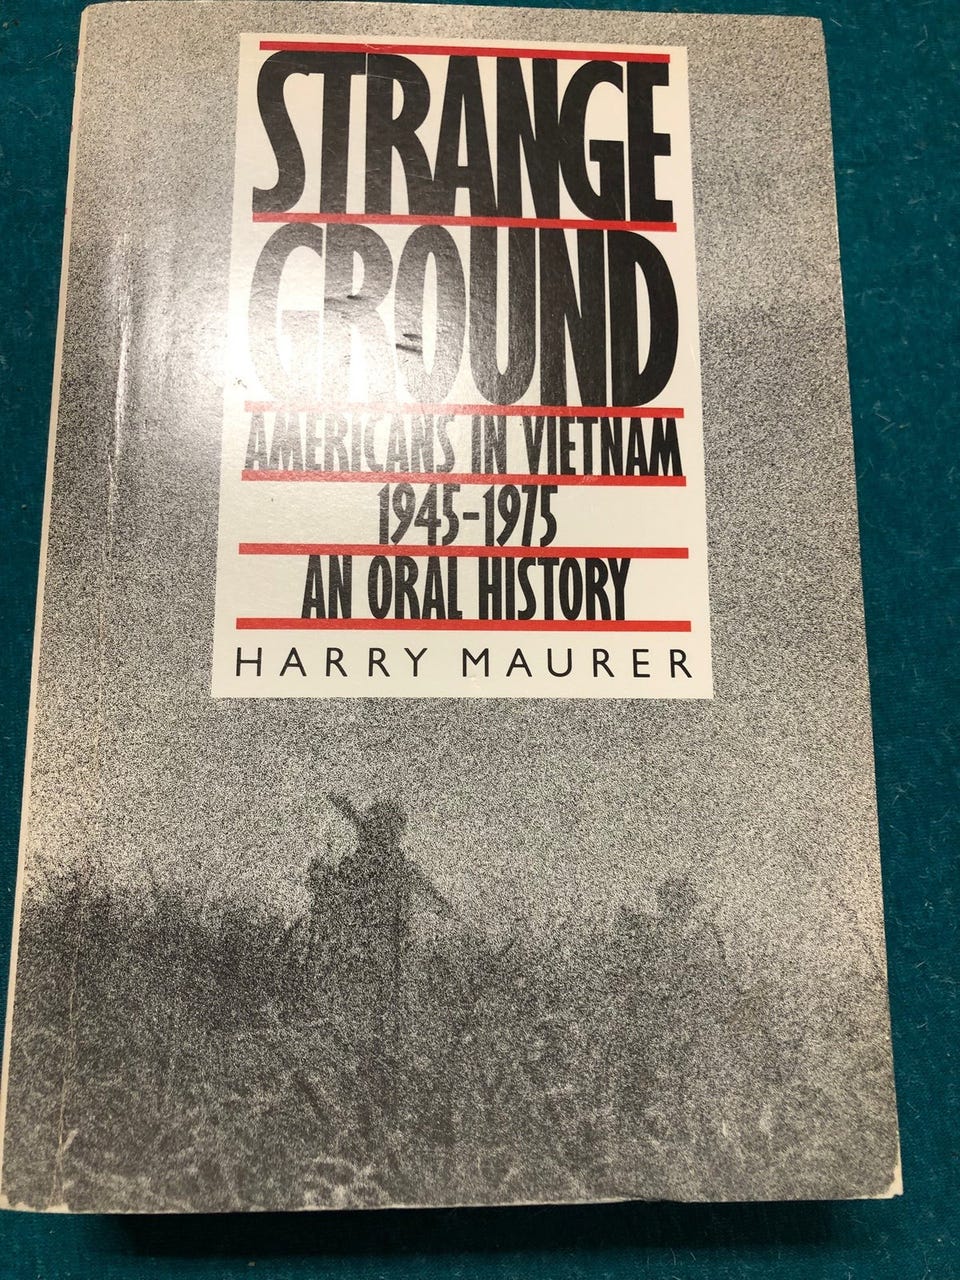 STRANGE
GROUND
AMERICANS IN VIETNAM
1945-1975
AN ORAL HISTORY
HARRY MAURER